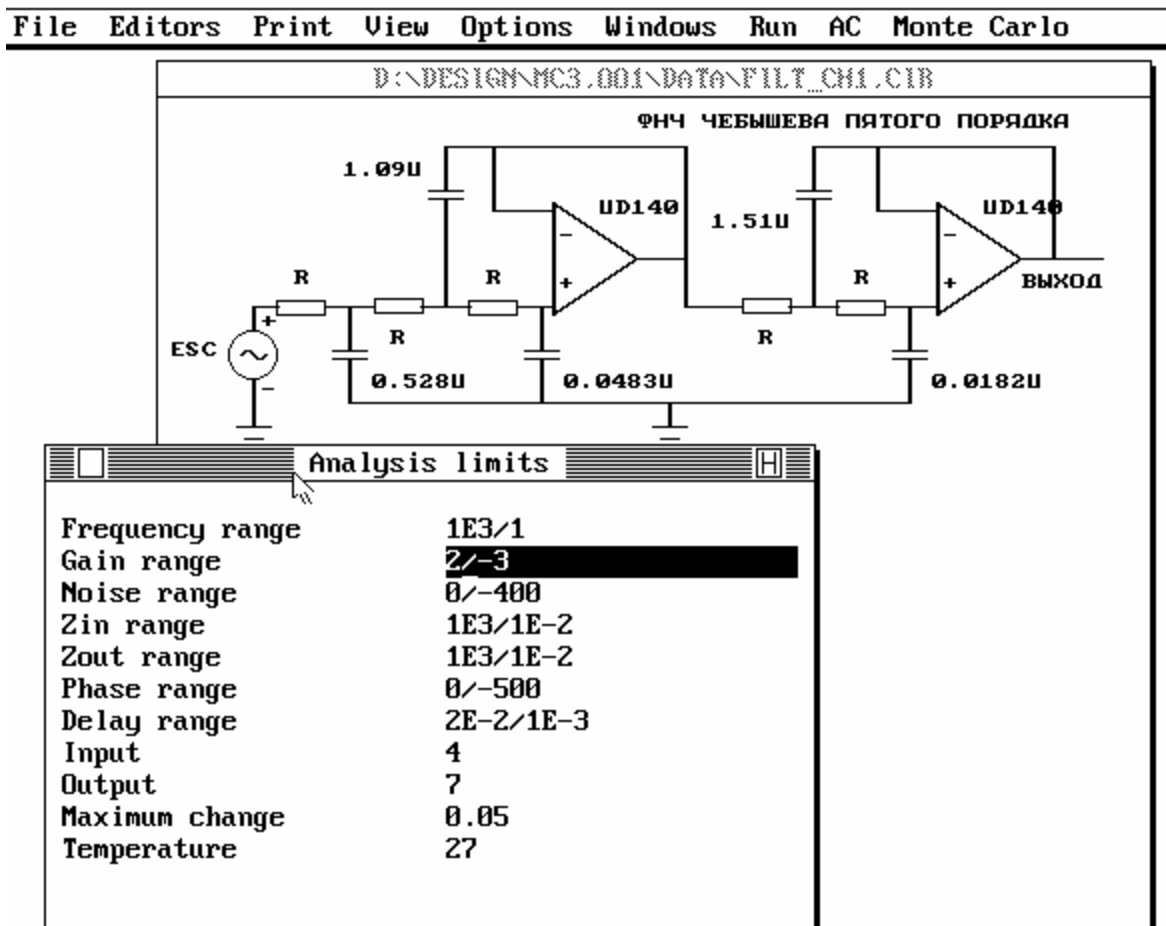 File Editors Print View Options Windows Run AC Monte Carlo
D:\DESIGN\MC3.001\DATA\FILT_CH1.CIR
ФНЧ ЧЕБЫШЕВА ПЯТОГО ПОРЯДКА
1.09U
UD140
1.51U
UD140
R
R
R
ВЫХОД
ESC
R
R
0.528U
0.0483U
0.0182U
Analysis limits
H
Frequency range 1E3/1
Gain range 2/-3
Noise range 0/-400
Zin range 1E3/1E-2
Zout range 1E3/1E-2
Phase range 0/-500
Delay range 2E-2/1E-3
Input 4
Output 7
Maximum change 0.05
Temperature 27